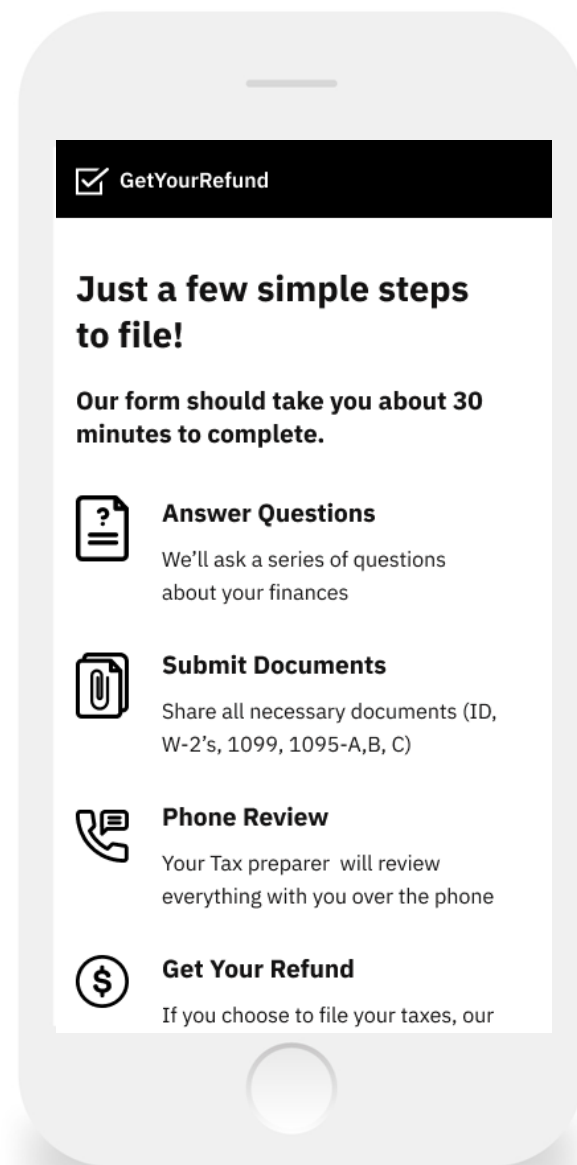 GetYourRefund
Just a few simple steps
to file!
Our form should take you about 30
minutes to complete.
?
Answer Questions
We’ll ask a series of questions
about your finances
Submit Documents
Share all necessary documents (ID,
W-2’s, 1099, 1095-A,B, C)
Phone Review
Your Tax preparer  will review
everything with you over the phone
$
Get Your Refund
If you choose to file your taxes, our